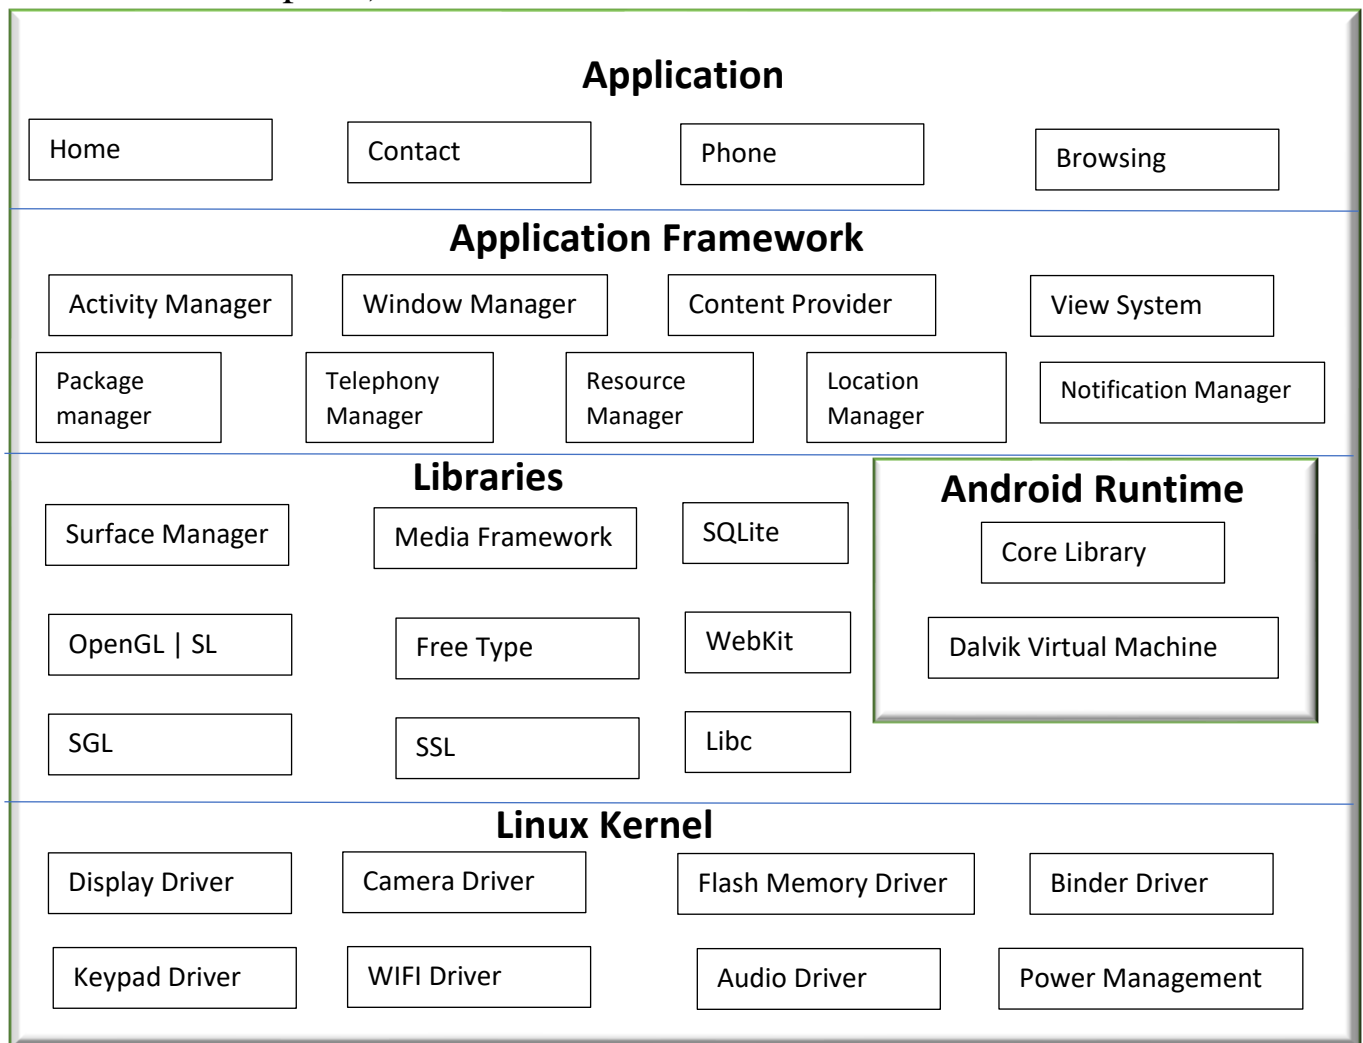 Application
Home
Contact
Phone
Browsing
Application Framework
Activity Manager
Window Manager
Content Provider
View System
Package
manager
Telephony
Manager
Resource
Manager
Location
Manager
Notification Manager
Libraries
Surface Manager
Media Framework
SQLite
OpenGL | SL
Free Type
WebKit
SGL
SSL
Libc
Android Runtime
Core Library
Dalvik Virtual Machine
Linux Kernel
Display Driver
Camera Driver
Flash Memory Driver
Binder Driver
Keypad Driver
WIFI Driver
Audio Driver
Power Management